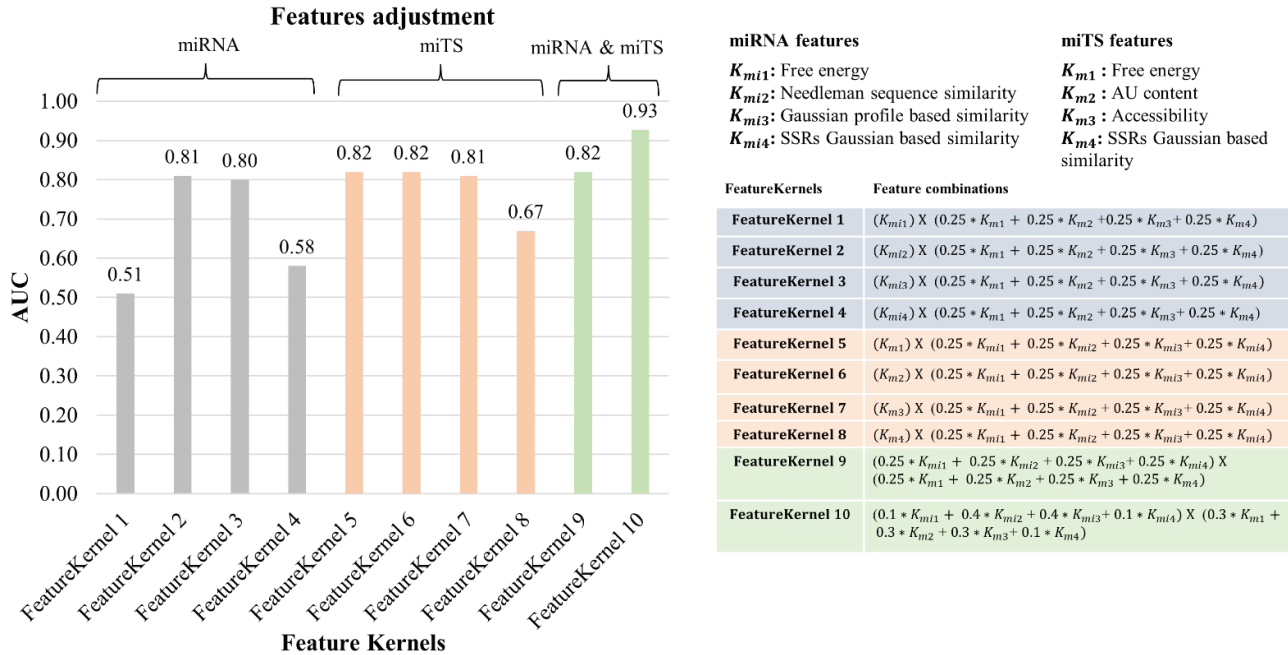 Features adjustment
miRNA
miTS
miRNA & miTS
AUC
1.00
0.90
0.80
0.70
0.60
0.50
0.40
0.30
0.20
0.10
0.00
0.51
0.81
0.80
0.58
0.82
0.82
0.81
0.67
0.82
0.93
FeatureKernel 1
FeatureKernel 2
FeatureKernel 3
FeatureKernel 4
FeatureKernel 5
FeatureKernel 6
FeatureKernel 7
FeatureKernel 8
FeatureKernel 9
FeatureKernel 10
Feature Kernels
miRNA features
K_mi1: Free energy
K_mi2: Needleman sequence similarity
K_mi3: Gaussian profile based similarity
K_mi4: SSRs Gaussian based similarity
miTS features
K_m1 : Free energy
K_m2 : AU content
K_m3 : Accessibility
K_m4 : SSRs Gaussian based
similarity
FeatureKernels Feature combinations
FeatureKernel 1 (K_mi1) X (0.25 * K_m1 + 0.25 * K_m2 +0.25 * K_m3+ 0.25 * K_m4)
FeatureKernel 2 (K_mi2) X (0.25 * K_m1 + 0.25 * K_m2 + 0.25 * K_m3 + 0.25 * K_m4)
FeatureKernel 3 (K_mi3) X (0.25 * K_m1 + 0.25 * K_m2 + 0.25 * K_m3 + 0.25 * K_m4)
FeatureKernel 4 (K_mi4) X (0.25 * K_m1 + 0.25 * K_m2 + 0.25 * K_m3+ 0.25 * K_m4)
FeatureKernel 5 (K_m1) X (0.25 * K_mi1 + 0.25 * K_mi2 + 0.25 * K_mi3+ 0.25 * K_mi4)
FeatureKernel 6 (K_m2) X (0.25 * K_mi1 + 0.25 * K_mi2 + 0.25 * K_mi3+ 0.25 * K_mi4)
FeatureKernel 7 (K_m3) X (0.25 * K_mi1 + 0.25 * K_mi2 + 0.25 * K_mi3+ 0.25 * K_mi4)
FeatureKernel 8 (K_m4) X (0.25 * K_mi1 + 0.25 * K_mi2 + 0.25 * K_mi3+ 0.25 * K_mi4)
FeatureKernel 9 (0.25 * K_mi1 + 0.25 * K_mi2 + 0.25 * K_mi3+ 0.25 * K_mi4) X
(0.25 * K_m1 + 0.25 * K_m2 + 0.25 * K_m3 + 0.25 * K_m4)
FeatureKernel 10 (0.1 * K_mi1 + 0.4 * K_mi2 + 0.4 * K_mi3+ 0.1 * K_mi4) X (0.3 * K_m1 +
0.3 * K_m2 + 0.3 * K_m3+ 0.1 * K_m4)